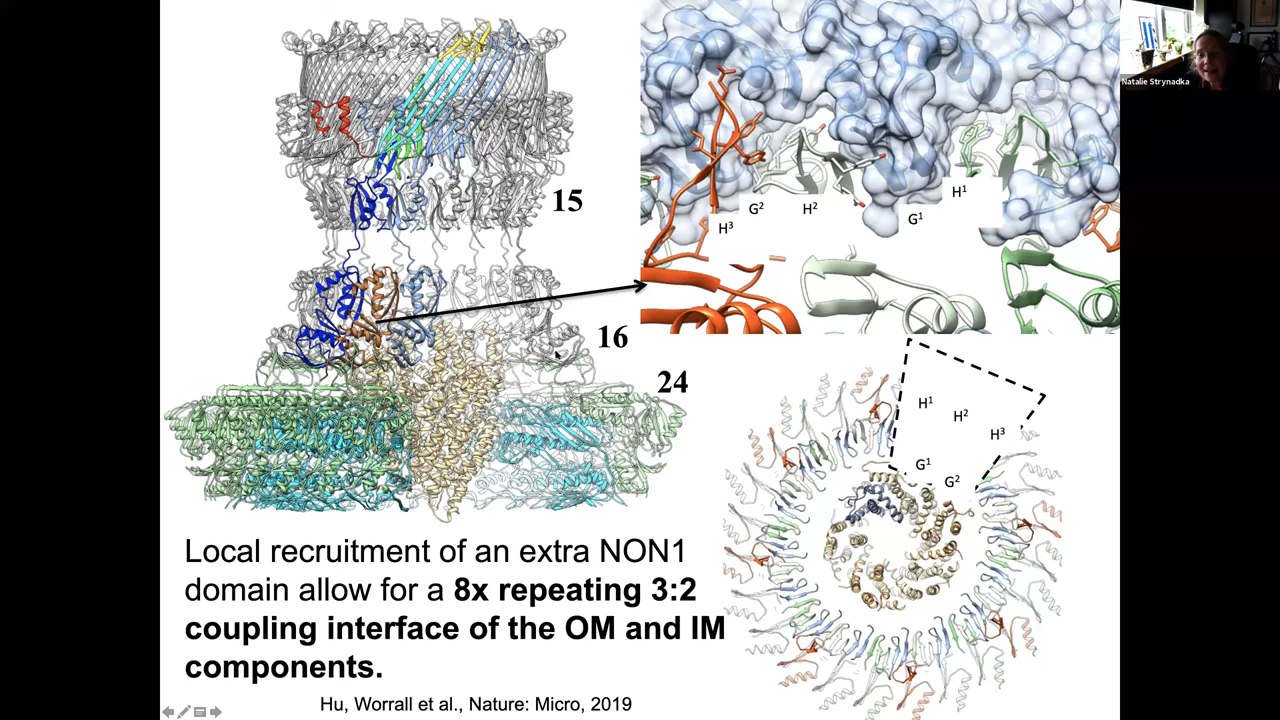 Natalie Strynadka
15
16
24
H³
G²
H²
G¹
H¹
H¹
H²
H³
G¹
G²
Local recruitment of an extra NON1
domain allow for a 8x repeating 3:2
coupling interface of the OM and IM
components.
Hu, Worrall et al., Nature: Micro, 2019